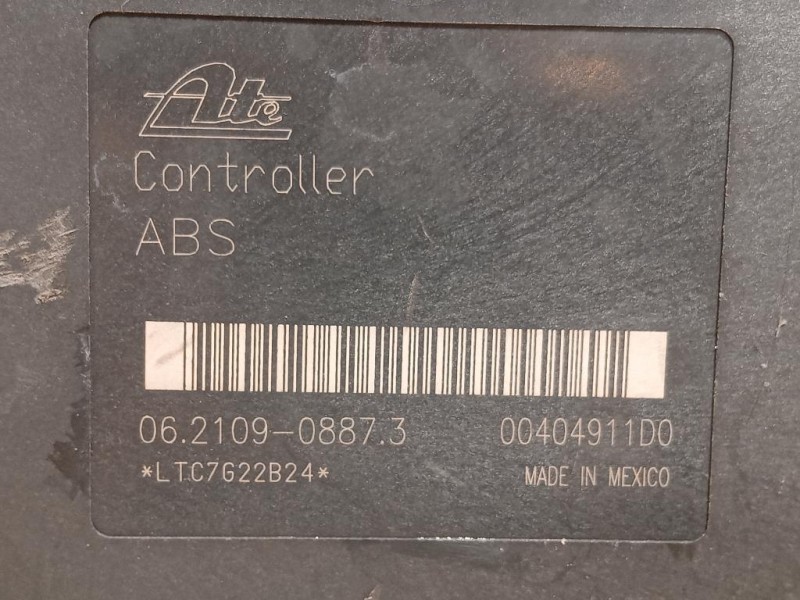 Ate
Controller
ABS
06.2109-0887.3 00404911D0
*LTC7G22B24* MADE IN MEXICO